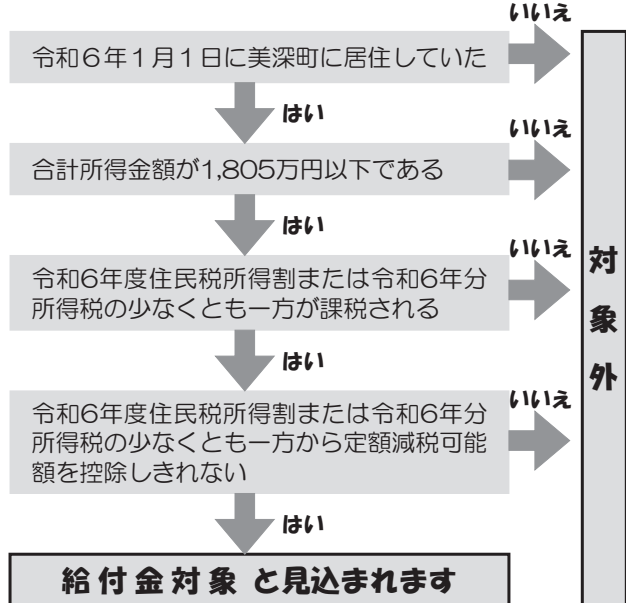 いいえ
令和６年１月１日に美深町に居住していた
はい
いいえ
合計所得金額が1,805万円以下である
はい
いいえ
令和6年度住民税所得割または令和6年分
所得税の少なくとも一方が課税される
はい
いいえ
令和6年度住民税所得割または令和6年分
所得税の少なくとも一方から定額減税可能
額を控除しきれない
はい
給付金対象 と見込まれます
対象外